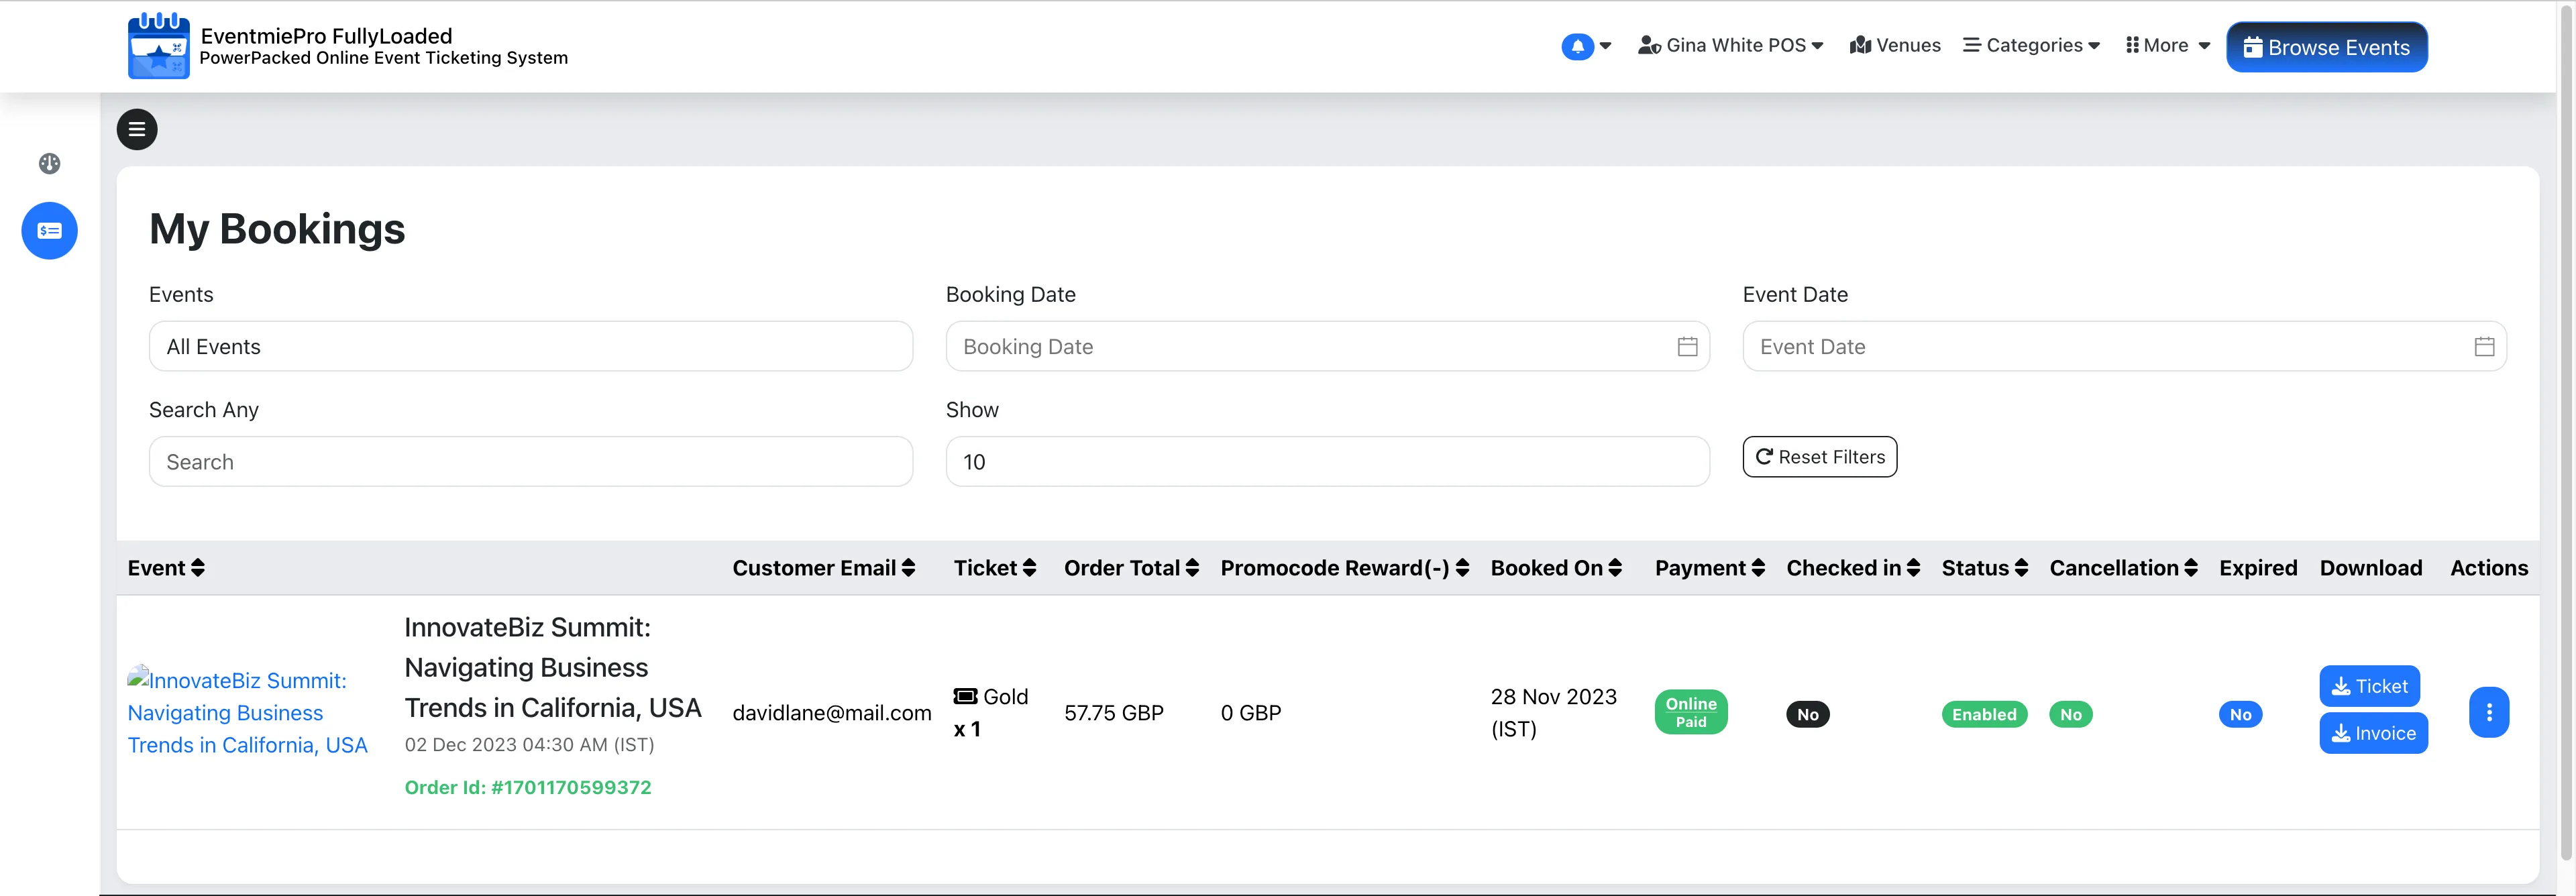 EventmiePro FullyLoaded
PowerPacked Online Event Ticketing System
Gina White POS
Venues
Categories
More
Browse Events
My Bookings
Events
Booking Date
Event Date
All Events
Booking Date
Event Date
Search Any
Show
Search
10
Reset Filters
Event
Customer Email
Ticket
Order Total
Promocode Reward(-)
Booked On
Payment
Checked in
Status
Cancellation
Expired
Download
Actions
InnovateBiz Summit:
Navigating Business
Trends in California, USA
InnovateBiz Summit:
Navigating Business
Trends in California, USA
02 Dec 2023 04:30 AM (IST)
Order Id: #1701170599372
davidlane@mail.com
Gold
x 1
57.75 GBP
0 GBP
28 Nov 2023
(IST)
Online
Paid
No
Enabled
No
No
Ticket
Invoice